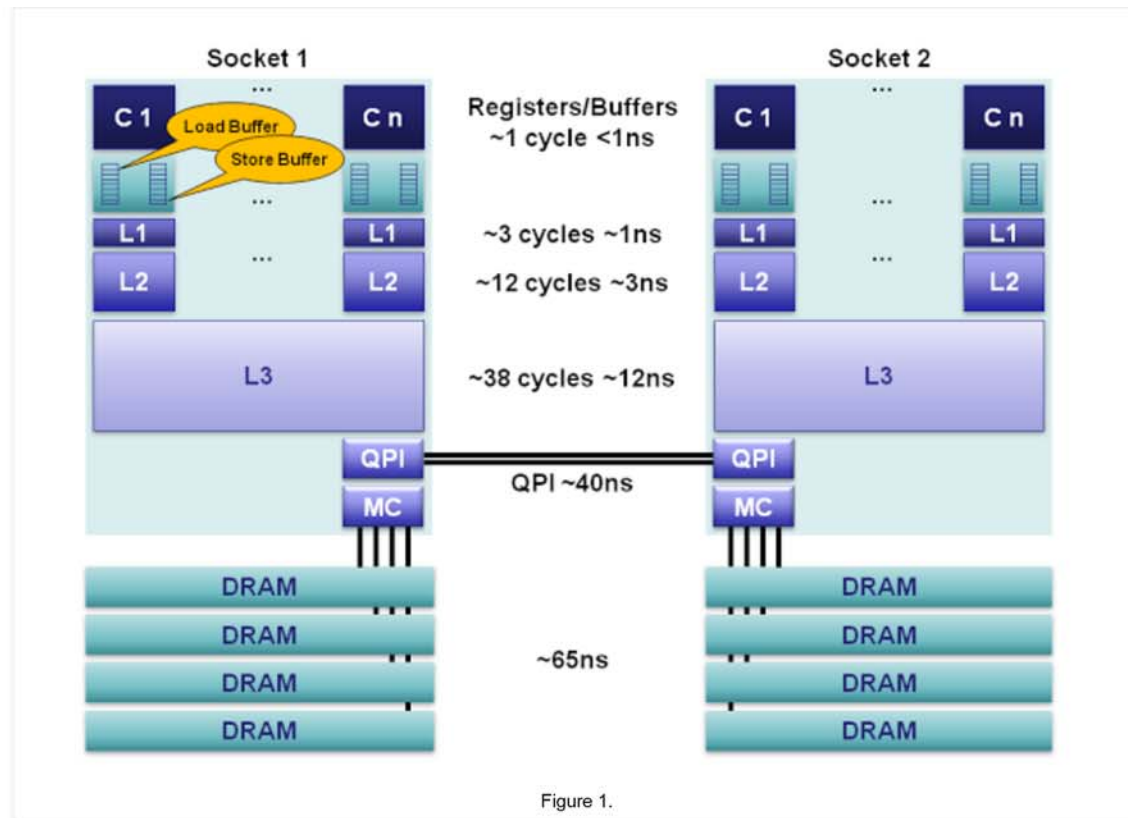 Socket 1
Socket 2
...
...
C 1
C n
Registers/Buffers
~1 cycle <1ns
C 1
C n
Load Buffer
Store Buffer
...
...
L1
L1
~3 cycles ~1ns
L1
L1
...
...
L2
L2
~12 cycles ~3ns
L2
L2
L3
~38 cycles ~12ns
L3
QPI
QPI
QPI ~40ns
MC
MC
DRAM
DRAM
DRAM
DRAM
~65ns
DRAM
DRAM
DRAM
DRAM
Figure 1.